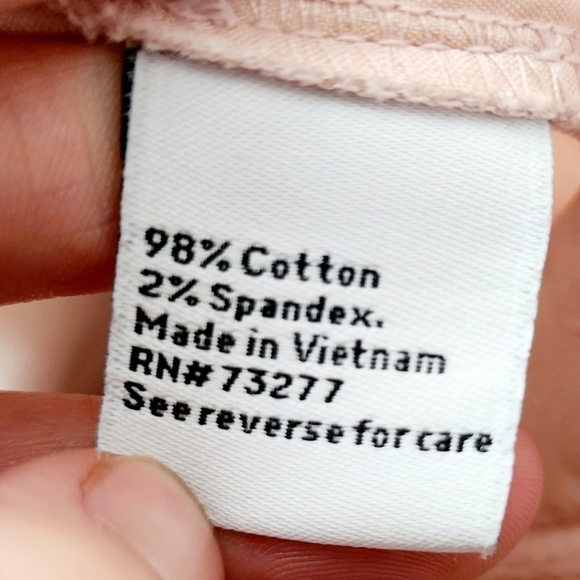 98% Cotton
2% Spandex.
Made in Vietnam
RN# 73277
See reverse for care